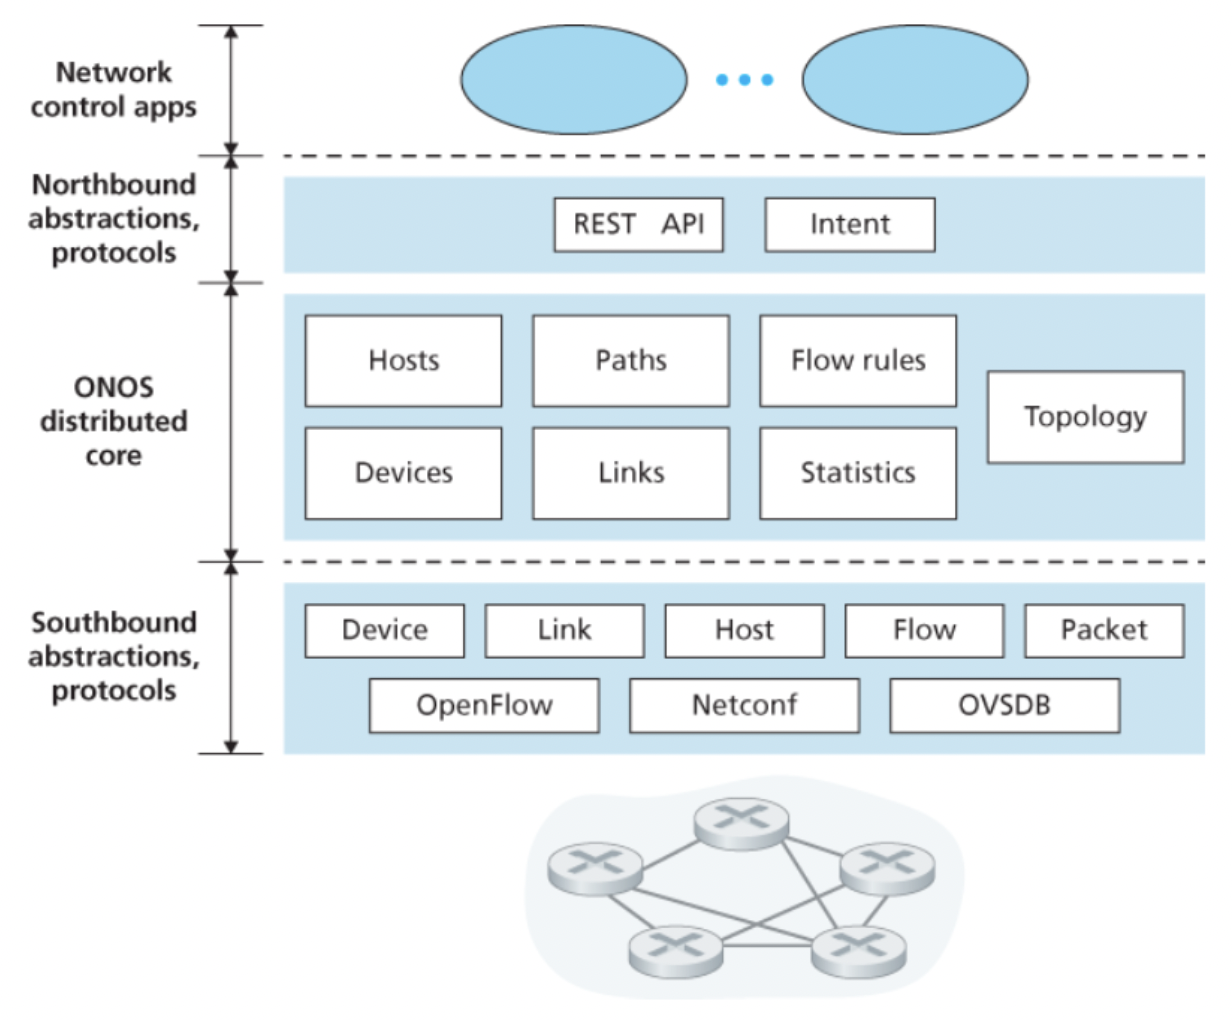 Network
control apps
Northbound
abstractions,
protocols
REST API
Intent
ONOS
distributed
core
Hosts
Paths
Flow rules
Topology
Devices
Links
Statistics
Southbound
abstractions,
protocols
Device
Link
Host
Flow
Packet
OpenFlow
Netconf
OVSDB